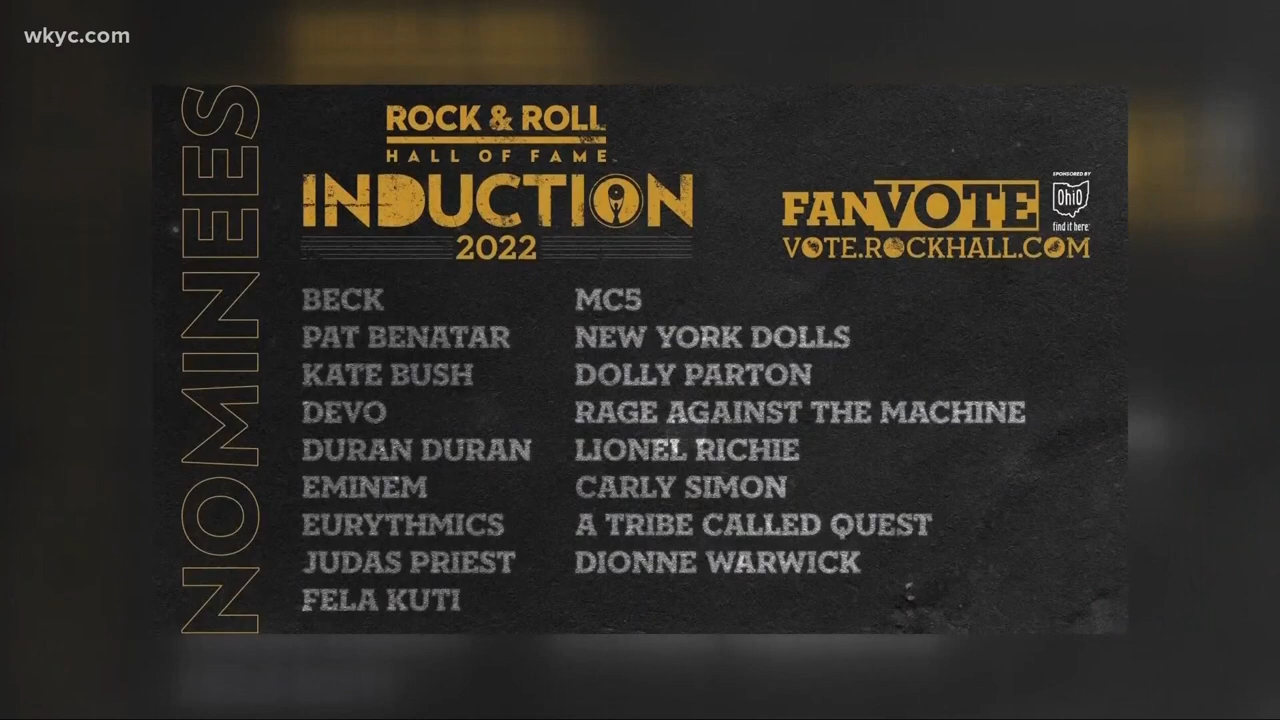 wkyc.com
NOMINEES
ROCK & ROLL
HALL OF FAME
INDUCTION
2022
FANVOTE
VOTE.ROCKHALL.COM
SPONSORED BY
Ohio
find it here.
BECK
PAT BENATAR
KATE BUSH
DEVO
DURAN DURAN
EMINEM
EURYTHMICS
JUDAS PRIEST
FELA KUTI
MC5
NEW YORK DOLLS
DOLLY PARTON
RAGE AGAINST THE MACHINE
LIONEL RICHIE
CARLY SIMON
A TRIBE CALLED QUEST
DIONNE WARWICK